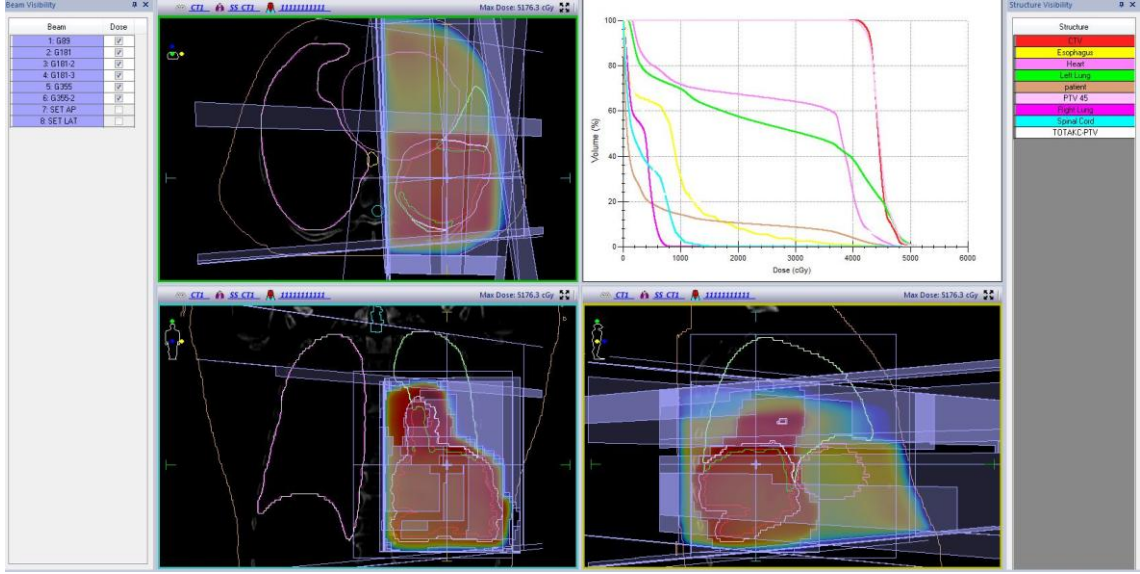 Beam Visibility
Beam Dose
1: G89
2: G181
3: G181-2
4: G181-3
5: G355
6: G355-2
7: SET AP
8: SET LAT
CT1 SS CT1 11111111111 Max Dose: 5176.3 cGy
100
80
60
40
20
0
Volume (%)
0 1000 2000 3000 4000 5000 6000
Dose (cGy)
CT1 SS CT1 11111111111 Max Dose: 5176.3 cGy
CT1 SS CT1 11111111111 Max Dose: 5176.3 cGy
Structure Visibility
Structure
CTV
Esophagus
Heart
Left Lung
patient
PTV 45
Right Lung
Spinal Cord
TOTAKC-PTV